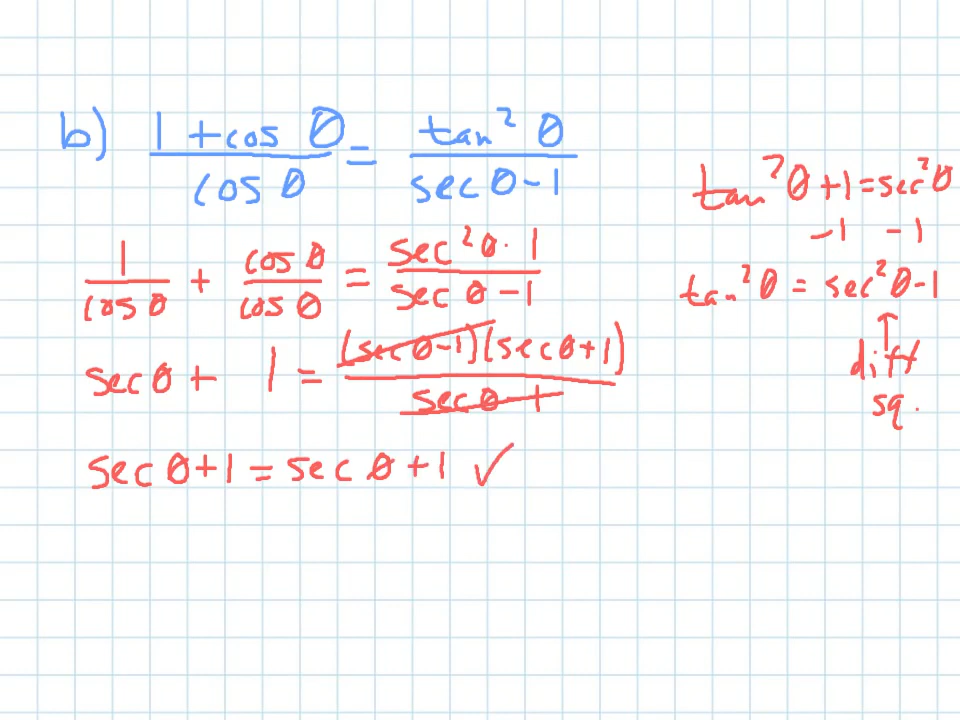 b) (1 + cos θ)/(cos θ) = (tan² θ)/(sec θ - 1)
1/(cos θ) + (cos θ)/(cos θ) = (sec² θ · 1)/(sec θ - 1)
sec θ + 1 = ((sec θ - 1)(sec θ + 1))/(sec θ - 1)
sec θ + 1 = sec θ + 1 ✓
tan² θ + 1 = sec² θ
-1 -1
tan² θ = sec² θ - 1
↑
diff
sq.